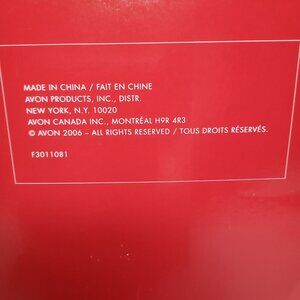 MADE IN CHINA / FAIT EN CHINE
AVON PRODUCTS, INC., DISTR.
NEW YORK, N.Y. 10020
AVON CANADA INC., MONTRÉAL H9R 4R3
© AVON 2006 – ALL RIGHTS RESERVED / TOUS DROITS RÉSERVÉS.
F3011081